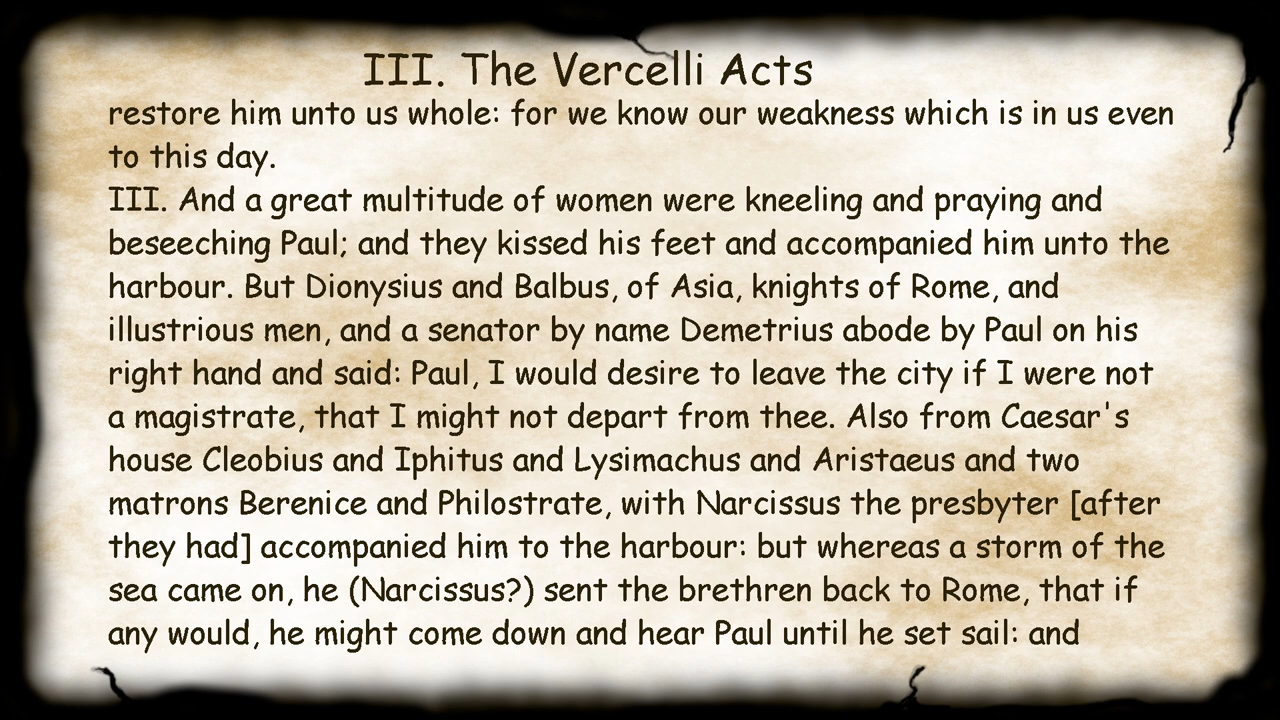 III. The Vercelli Acts
restore him unto us whole: for we know our weakness which is in us even
to this day.
III. And a great multitude of women were kneeling and praying and
beseeching Paul; and they kissed his feet and accompanied him unto the
harbour. But Dionysius and Balbus, of Asia, knights of Rome, and
illustrious men, and a senator by name Demetrius abode by Paul on his
right hand and said: Paul, I would desire to leave the city if I were not
a magistrate, that I might not depart from thee. Also from Caesar's
house Cleobius and Iphitus and Lysimachus and Aristaeus and two
matrons Berenice and Philostrate, with Narcissus the presbyter [after
they had] accompanied him to the harbour: but whereas a storm of the
sea came on, he (Narcissus?) sent the brethren back to Rome, that if
any would, he might come down and hear Paul until he set sail: and